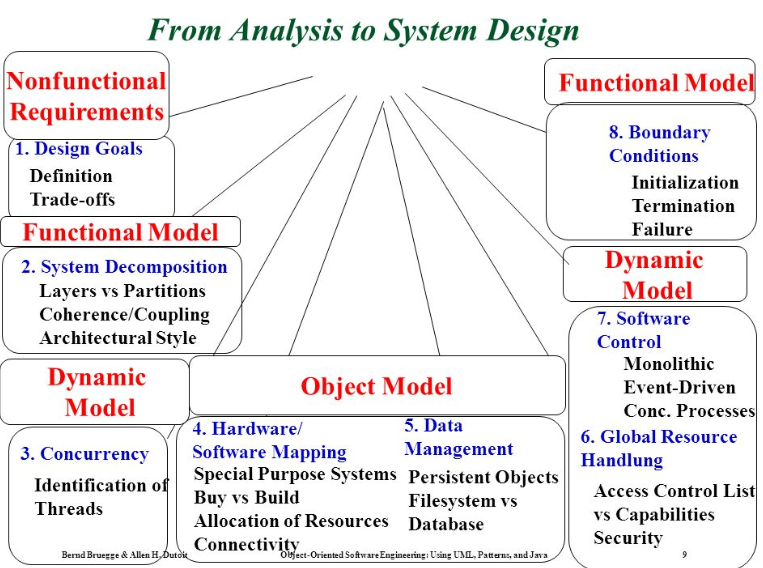 From Analysis to System Design
Nonfunctional
Requirements
1. Design Goals
Definition
Trade-offs
Functional Model
2. System Decomposition
Layers vs Partitions
Coherence/Coupling
Architectural Style
Dynamic
Model
3. Concurrency
Identification of
Threads
Object Model
4. Hardware/
Software Mapping
Special Purpose Systems
Buy vs Build
Allocation of Resources
Connectivity
5. Data
Management
Persistent Objects
Filesystem vs
Database
Functional Model
8. Boundary
Conditions
Initialization
Termination
Failure
Dynamic
Model
7. Software
Control
Monolithic
Event-Driven
Conc. Processes
6. Global Resource
Handlung
Access Control List
vs Capabilities
Security
Bernd Bruegge & Allen H. Dutoit
Object-Oriented Software Engineering: Using UML, Patterns, and Java
9